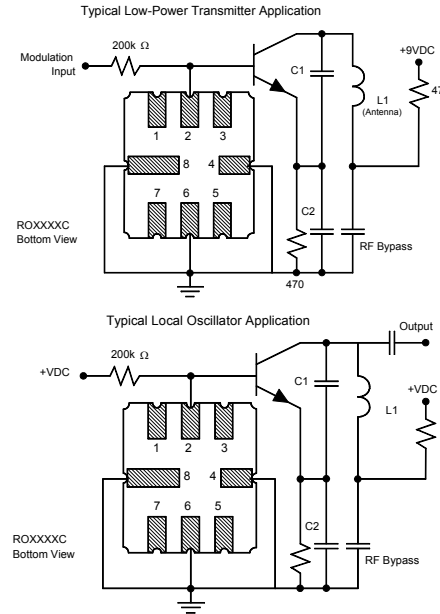 Typical Low-Power Transmitter Application
200k Ω
Modulation
Input
C1
L1
(Antenna)
+9VDC
47
1 2 3
8 4
7 6 5
C2
ROXXXXC
Bottom View
RF Bypass
470
Typical Local Oscillator Application
Output
200k Ω
+VDC
C1
+VDC
L1
1 2 3
8 4
7 6 5
C2
ROXXXXC
Bottom View
RF Bypass